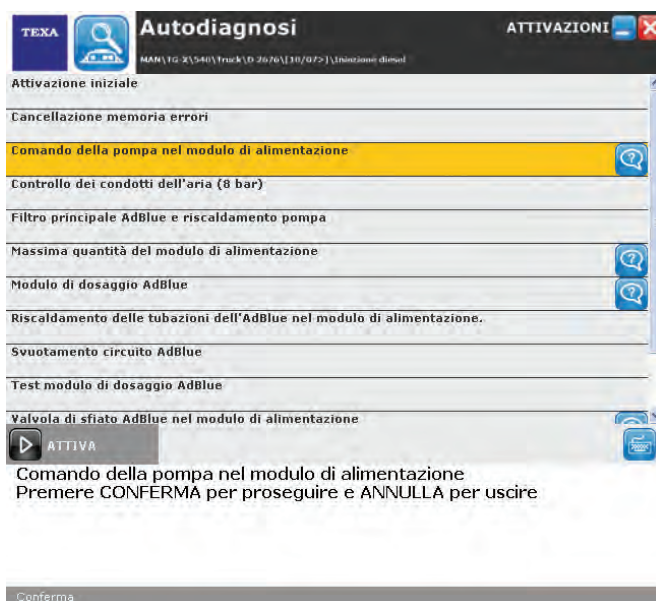 TEXA
Autodiagnosi
ATTIVAZIONI
MAN\TG-X\540\Truck\D 2676\[10/07>]\Iniezione diesel
Attivazione iniziale
Cancellazione memoria errori
Comando della pompa nel modulo di alimentazione
Controllo dei condotti dell'aria (8 bar)
Filtro principale AdBlue e riscaldamento pompa
Massima quantità del modulo di alimentazione
Modulo di dosaggio AdBlue
Riscaldamento delle tubazioni dell'AdBlue nel modulo di alimentazione.
Svuotamento circuito AdBlue
Test modulo di dosaggio AdBlue
Valvola di sfiato AdBlue nel modulo di alimentazione
ATTIVA
Comando della pompa nel modulo di alimentazione
Premere CONFERMA per proseguire e ANNULLA per uscire
Conferma